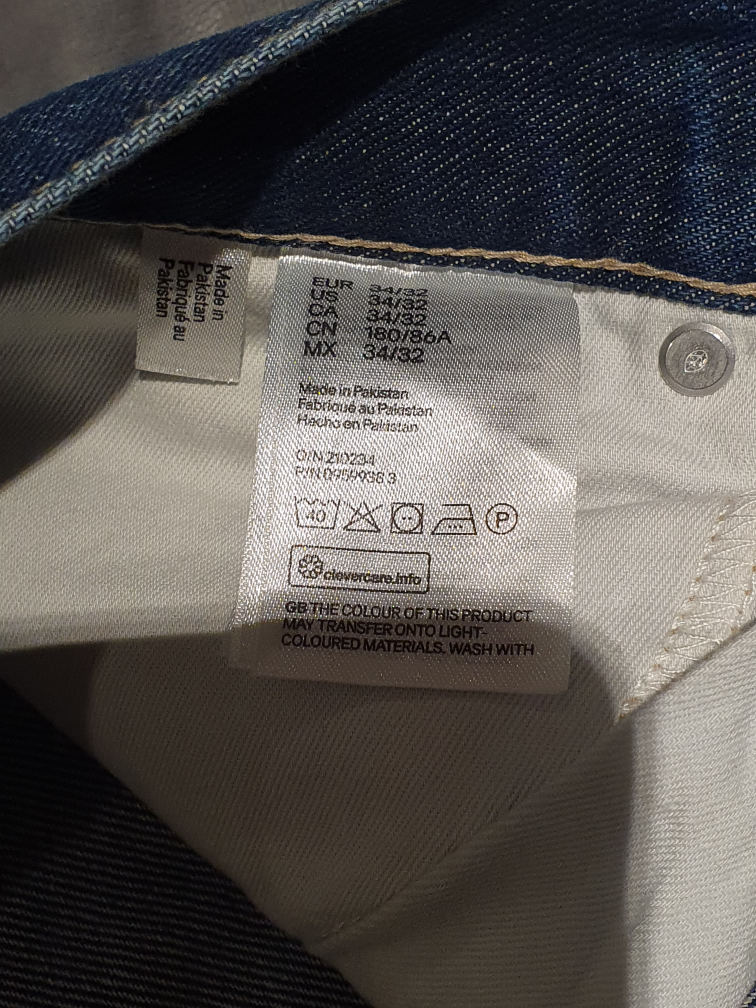 Made in
Pakistan
Fabriqué au
Pakistan
EUR 34/32
US 34/32
CA 34/32
CN 180/86A
MX 34/32
Made in Pakistan
Fabriqué au Pakistan
Hecho en Pakistan
O/N 210234
P/N
40
P
clevercare.info
GB THE COLOUR OF THIS PRODUCT
MAY TRANSFER ONTO LIGHT-
COLOURED MATERIALS. WASH WITH